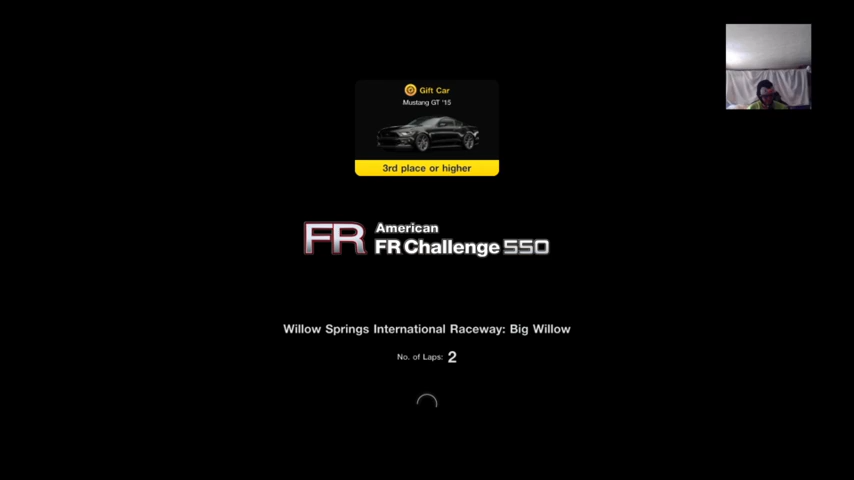 Gift Car
Mustang GT '15
3rd place or higher
FR
American
FR Challenge 550
Willow Springs International Raceway: Big Willow
No. of Laps: 2